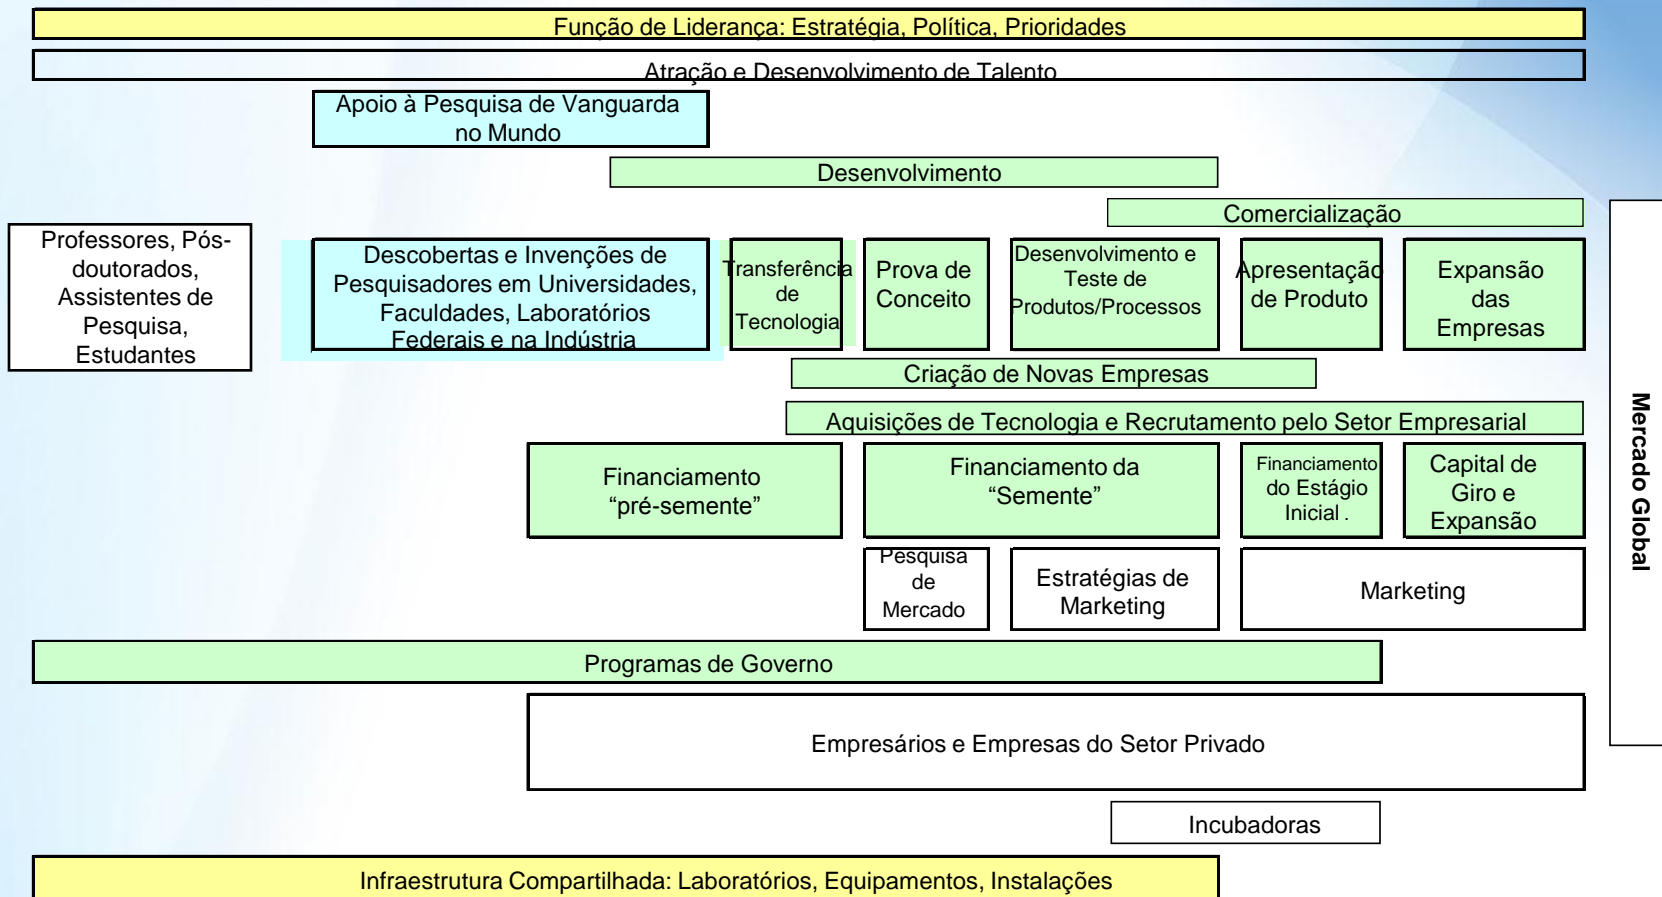 Função de Liderança: Estratégia, Política, Prioridades
Atração e Desenvolvimento de Talento
Apoio à Pesquisa de Vanguarda
no Mundo
Desenvolvimento
Comercialização
Professores, Pós-
doutorados,
Assistentes de
Pesquisa,
Estudantes
Descobertas e Invenções de
Pesquisadores em Universidades,
Faculdades, Laboratórios
Federais e na Indústria
Transferência
de
Tecnologia
Prova de
Conceito
Desenvolvimento e
Teste de
Produtos/Processos
Apresentação
de Produto
Expansão
das
Empresas
Criação de Novas Empresas
Aquisições de Tecnologia e Recrutamento pelo Setor Empresarial
Financiamento
“pré-semente”
Financiamento da
“Semente”
Financiamento
do Estágio
Inicial .
Capital de
Giro e
Expansão
Pesquisa
de
Mercado
Estratégias de
Marketing
Marketing
Mercado Global
Programas de Governo
Empresários e Empresas do Setor Privado
Incubadoras
Infraestrutura Compartilhada: Laboratórios, Equipamentos, Instalações